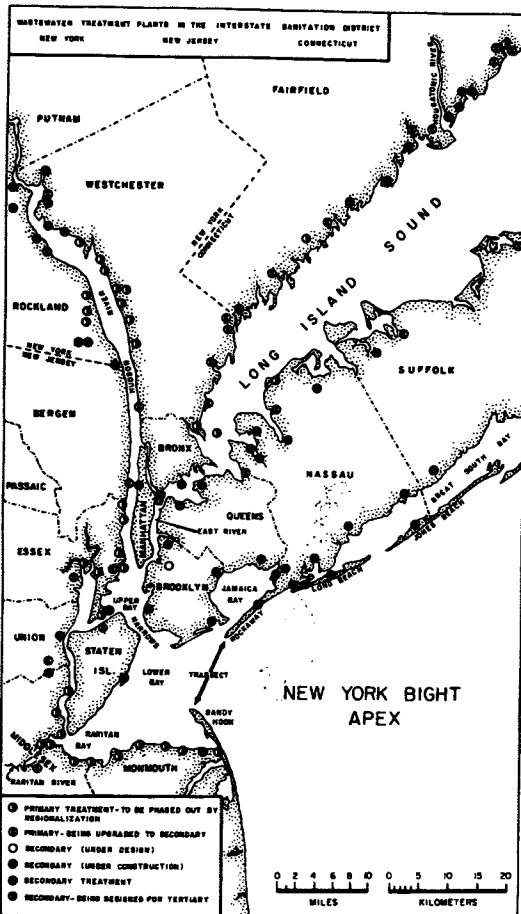 WASTEWATER TREATMENT PLANTS IN THE INTERSTATE SANITATION DISTRICT
NEW YORK NEW JERSEY CONNECTICUT
FAIRFIELD
HOUSATONIC RIVER
PUTNAM
WESTCHESTER
NEW YORK
CONNECTICUT
LONG ISLAND SOUND
ROCKLAND
HUDSON RIVER
NEW YORK
NEW JERSEY
SUFFOLK
BERGEN
BRONX
NASSAU
GREAT SOUTH BAY
JONES BEACH
PASSAIC
MANHATTAN
QUEENS
EAST RIVER
ESSEX
LONG BEACH
UPPER BAY
BROOKLYN
JAMAICA BAY
ROCKAWAY
NARROWS
UNION
STATEN ISL.
LOWER BAY
TRANSECT
NEW YORK BIGHT
APEX
SANDY HOOK
RARITAN BAY
MIDDLESEX
MONMOUTH
RARITAN RIVER
PRIMARY TREATMENT-TO BE PHASED OUT BY
REGIONALIZATION
PRIMARY-BEING UPGRADED TO SECONDARY
SECONDARY (UNDER DESIGN)
SECONDARY (UNDER CONSTRUCTION)
SECONDARY TREATMENT
SECONDARY-BEING DESIGNED FOR TERTIARY
0 2 4 6 8 10
MILES
0 5 10 15 20
KILOMETERS